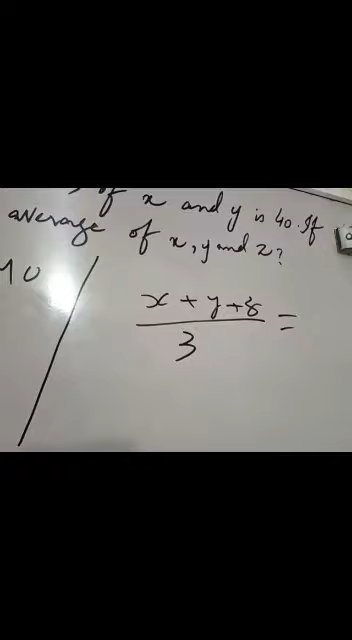 of x and y is 40. If
average of x, y and z?
10
x + y + z
3
=